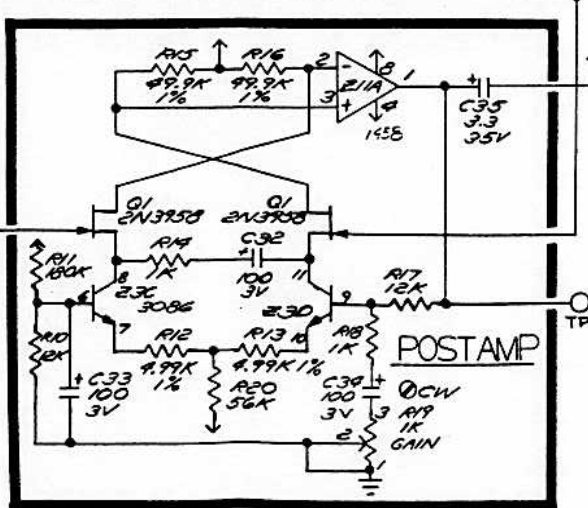 R15
49.9K
1%
R16
49.9K
1%
2
3
-
+
8
Z11A
4
1458
1
+
C35
3.3
35V
Q1
2N3958
Q1
2N3958
R11
180K
R14
1K
+
C32
100
3V
8
11
6
Z3C
3086
7
Z3D
9
10
R17
12K
TP
R10
12K
+
C33
100
3V
R12
4.99K
1%
R13
4.99K 1%
R20
56K
R18
1K
+
C34
100
3V
POSTAMP
CW
3
R19
1K
GAIN
2
1